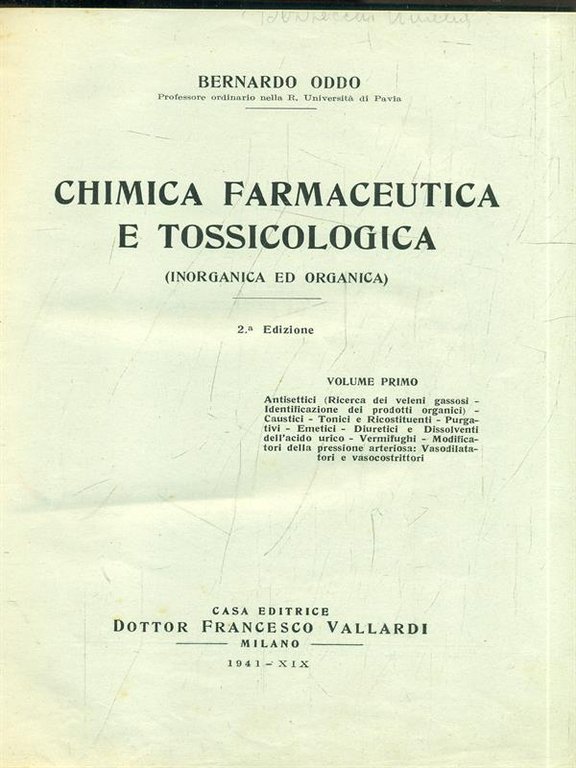 BERNARDO ODDO
Professore ordinario nella R. Università di Pavia
CHIMICA FARMACEUTICA
E TOSSICOLOGICA
(INORGANICA ED ORGANICA)
2.ª Edizione
VOLUME PRIMO
Antisettici (Ricerca dei veleni gassosi -
Identificazione dei prodotti organici) -
Caustici - Tonici e Ricostituenti - Purga-
tivi - Emetici - Diuretici e Dissolventi
dell'acido urico - Vermifughi - Modifica-
tori della pressione arteriosa: Vasodilata-
fori e vasocostrittori
CASA EDITRICE
DOTTOR FRANCESCO VALLARDI
MILANO
1941 - XIX